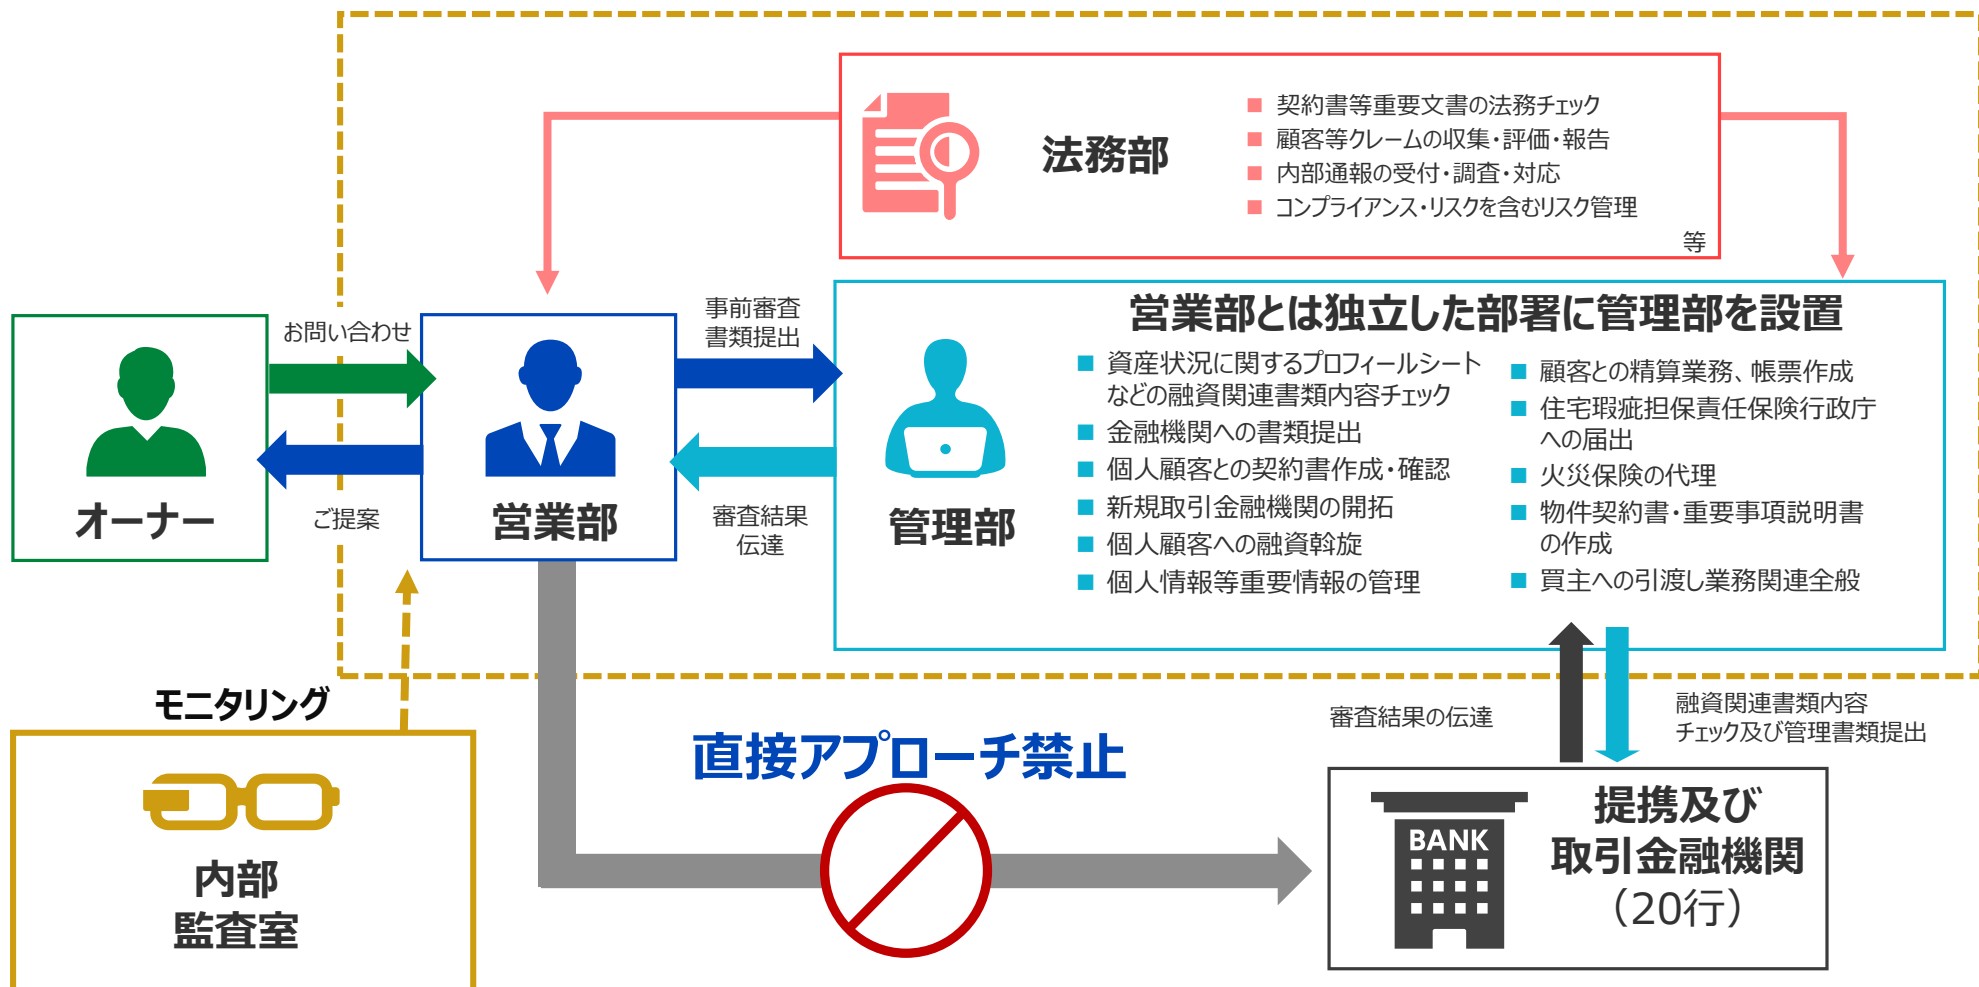 法務部
■ 契約書等重要文書の法務チェック
■ 顧客等クレームの収集・評価・報告
■ 内部通報の受付・調査・対応
■ コンプライアンス・リスクを含むリスク管理
等
オーナー
お問い合わせ
ご提案
営業部
事前審査
書類提出
審査結果
伝達
管理部
営業部とは独立した部署に管理部を設置
■ 資産状況に関するプロフィールシート
などの融資関連書類内容チェック
■ 金融機関への書類提出
■ 個人顧客との契約書作成・確認
■ 新規取引金融機関の開拓
■ 個人顧客への融資斡旋
■ 個人情報等重要情報の管理
■ 顧客との精算業務、帳票作成
■ 住宅瑕疵担保責任保険行政庁
への届出
■ 火災保険の代理
■ 物件契約書・重要事項説明書
の作成
■ 買主への引渡し業務関連全般
モニタリング
内部
監査室
直接アプローチ禁止
審査結果の伝達
融資関連書類内容
チェック及び管理書類提出
BANK
提携及び
取引金融機関
（20行）